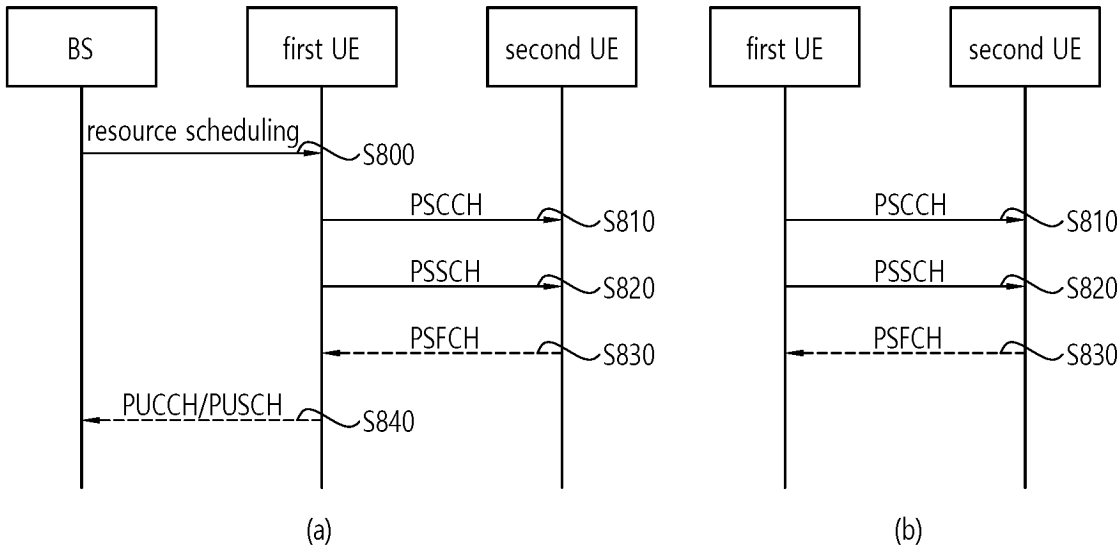 BS
first UE
second UE
first UE
second UE
resource scheduling
S800
PSCCH
S810
PSCCH
S810
PSSCH
S820
PSSCH
S820
PSFCH
S830
PSFCH
S830
PUCCH/PUSCH
S840
(a)
(b)